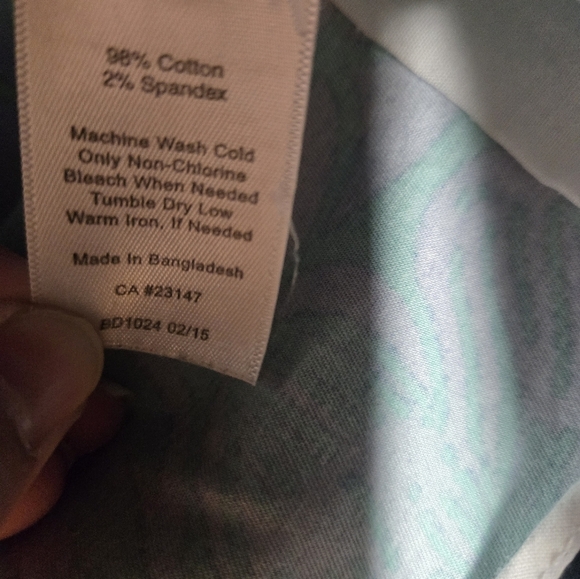 98% Cotton
2% Spandex
Machine Wash Cold
Only Non-Chlorine
Bleach When Needed
Tumble Dry Low
Warm Iron, If Needed
Made In Bangladesh
CA #23147
BD1024 02/15